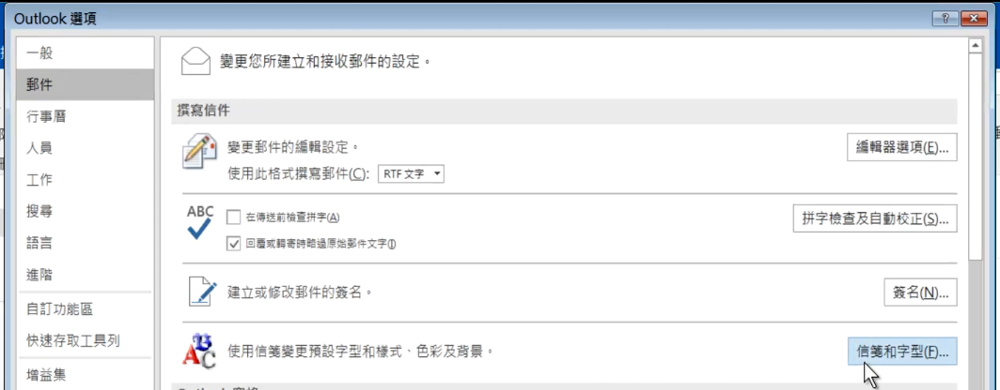 Outlook 選項
一般
郵件
行事曆
人員
工作
搜尋
語言
進階
自訂功能區
快速存取工具列
增益集
變更您所建立和接收郵件的設定。
撰寫信件
變更郵件的編輯設定。
編輯器選項(E)...
使用此格式撰寫郵件(C): RTF 文字
ABC
在傳送前檢查拼字(A)
拼字檢查及自動校正(S)...
回覆或轉寄時略過原始郵件文字(I)
建立或修改郵件的簽名。
簽名(N)...
使用信箋變更預設字型和樣式、色彩及背景。
信箋和字型(F)...